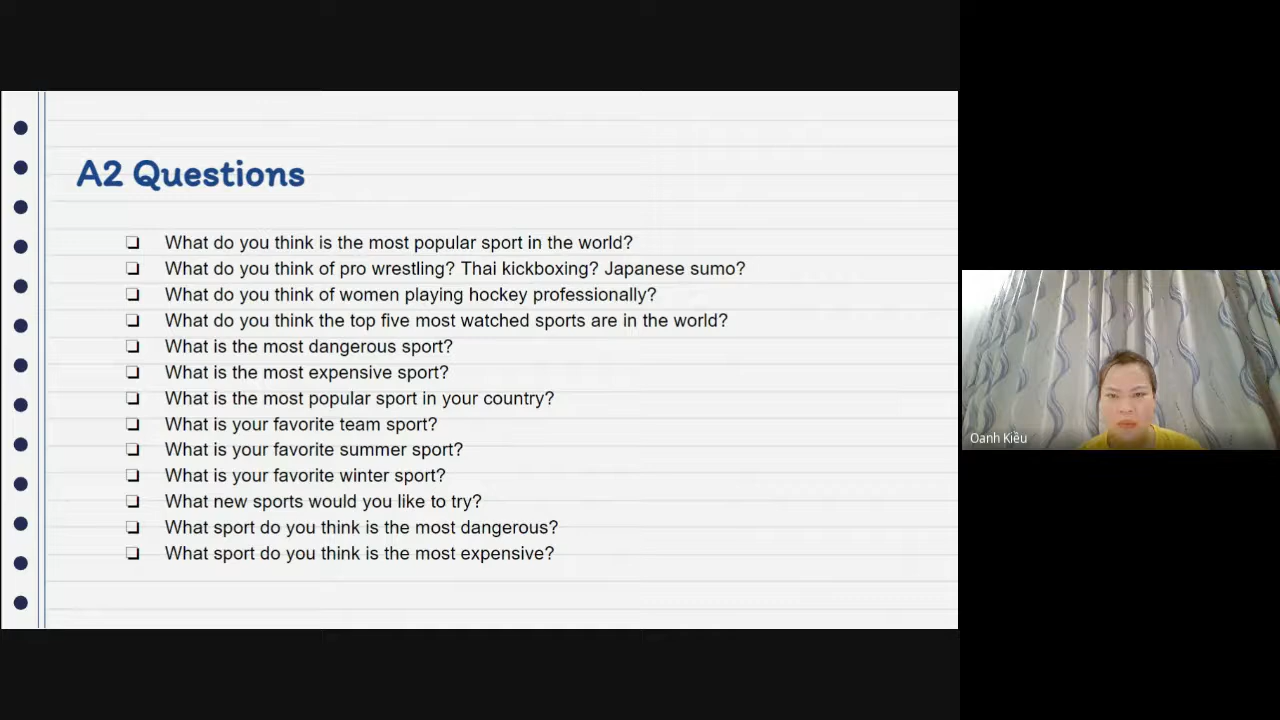 A2 Questions
What do you think is the most popular sport in the world?
What do you think of pro wrestling? Thai kickboxing? Japanese sumo?
What do you think of women playing hockey professionally?
What do you think the top five most watched sports are in the world?
What is the most dangerous sport?
What is the most expensive sport?
What is the most popular sport in your country?
What is your favorite team sport?
What is your favorite summer sport?
What is your favorite winter sport?
What new sports would you like to try?
What sport do you think is the most dangerous?
What sport do you think is the most expensive?
Oanh Kiều